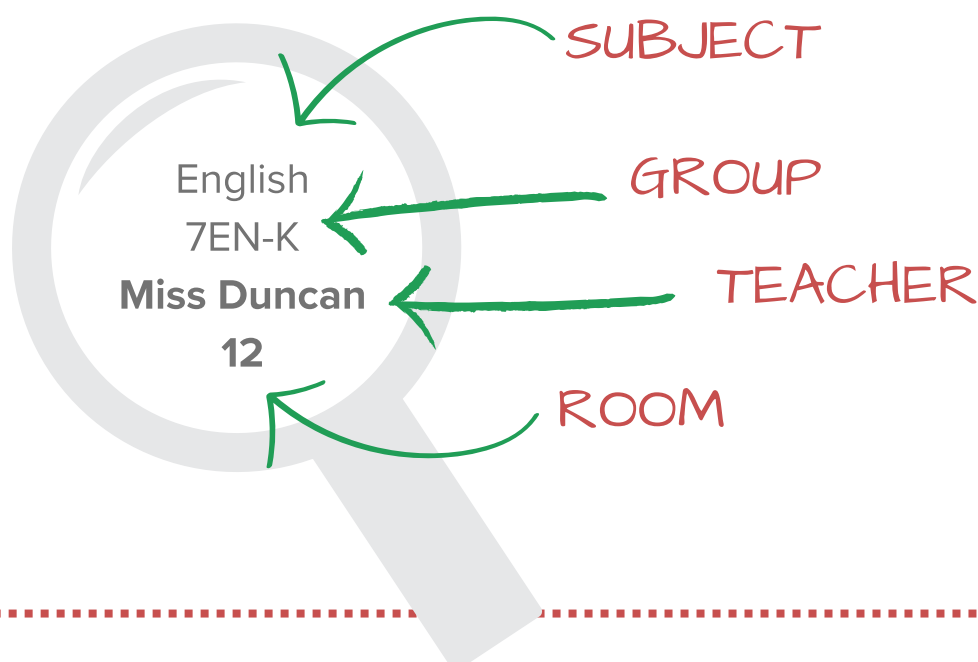 SUBJECT
English
GROUP
7EN-K
Miss Duncan
TEACHER
12
ROOM